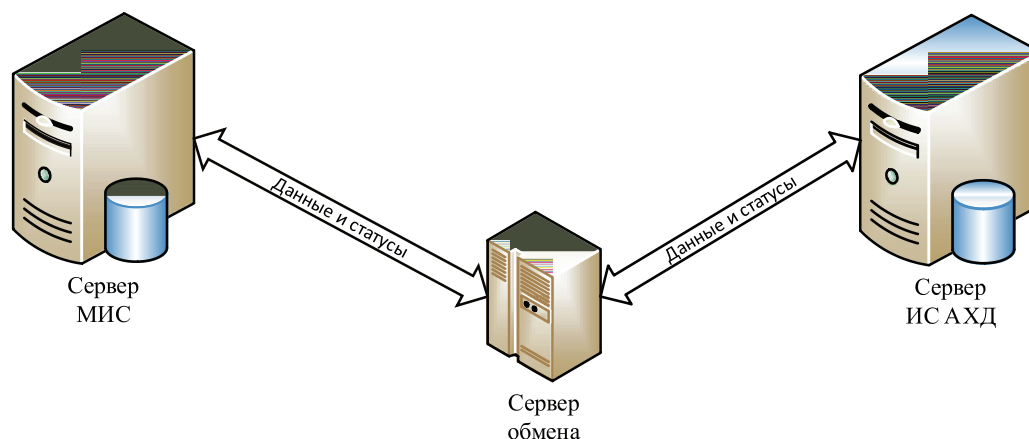 Данные и статусы
Данные и статусы
Сервер
МИС
Сервер
ИС АХД
Сервер
обмена